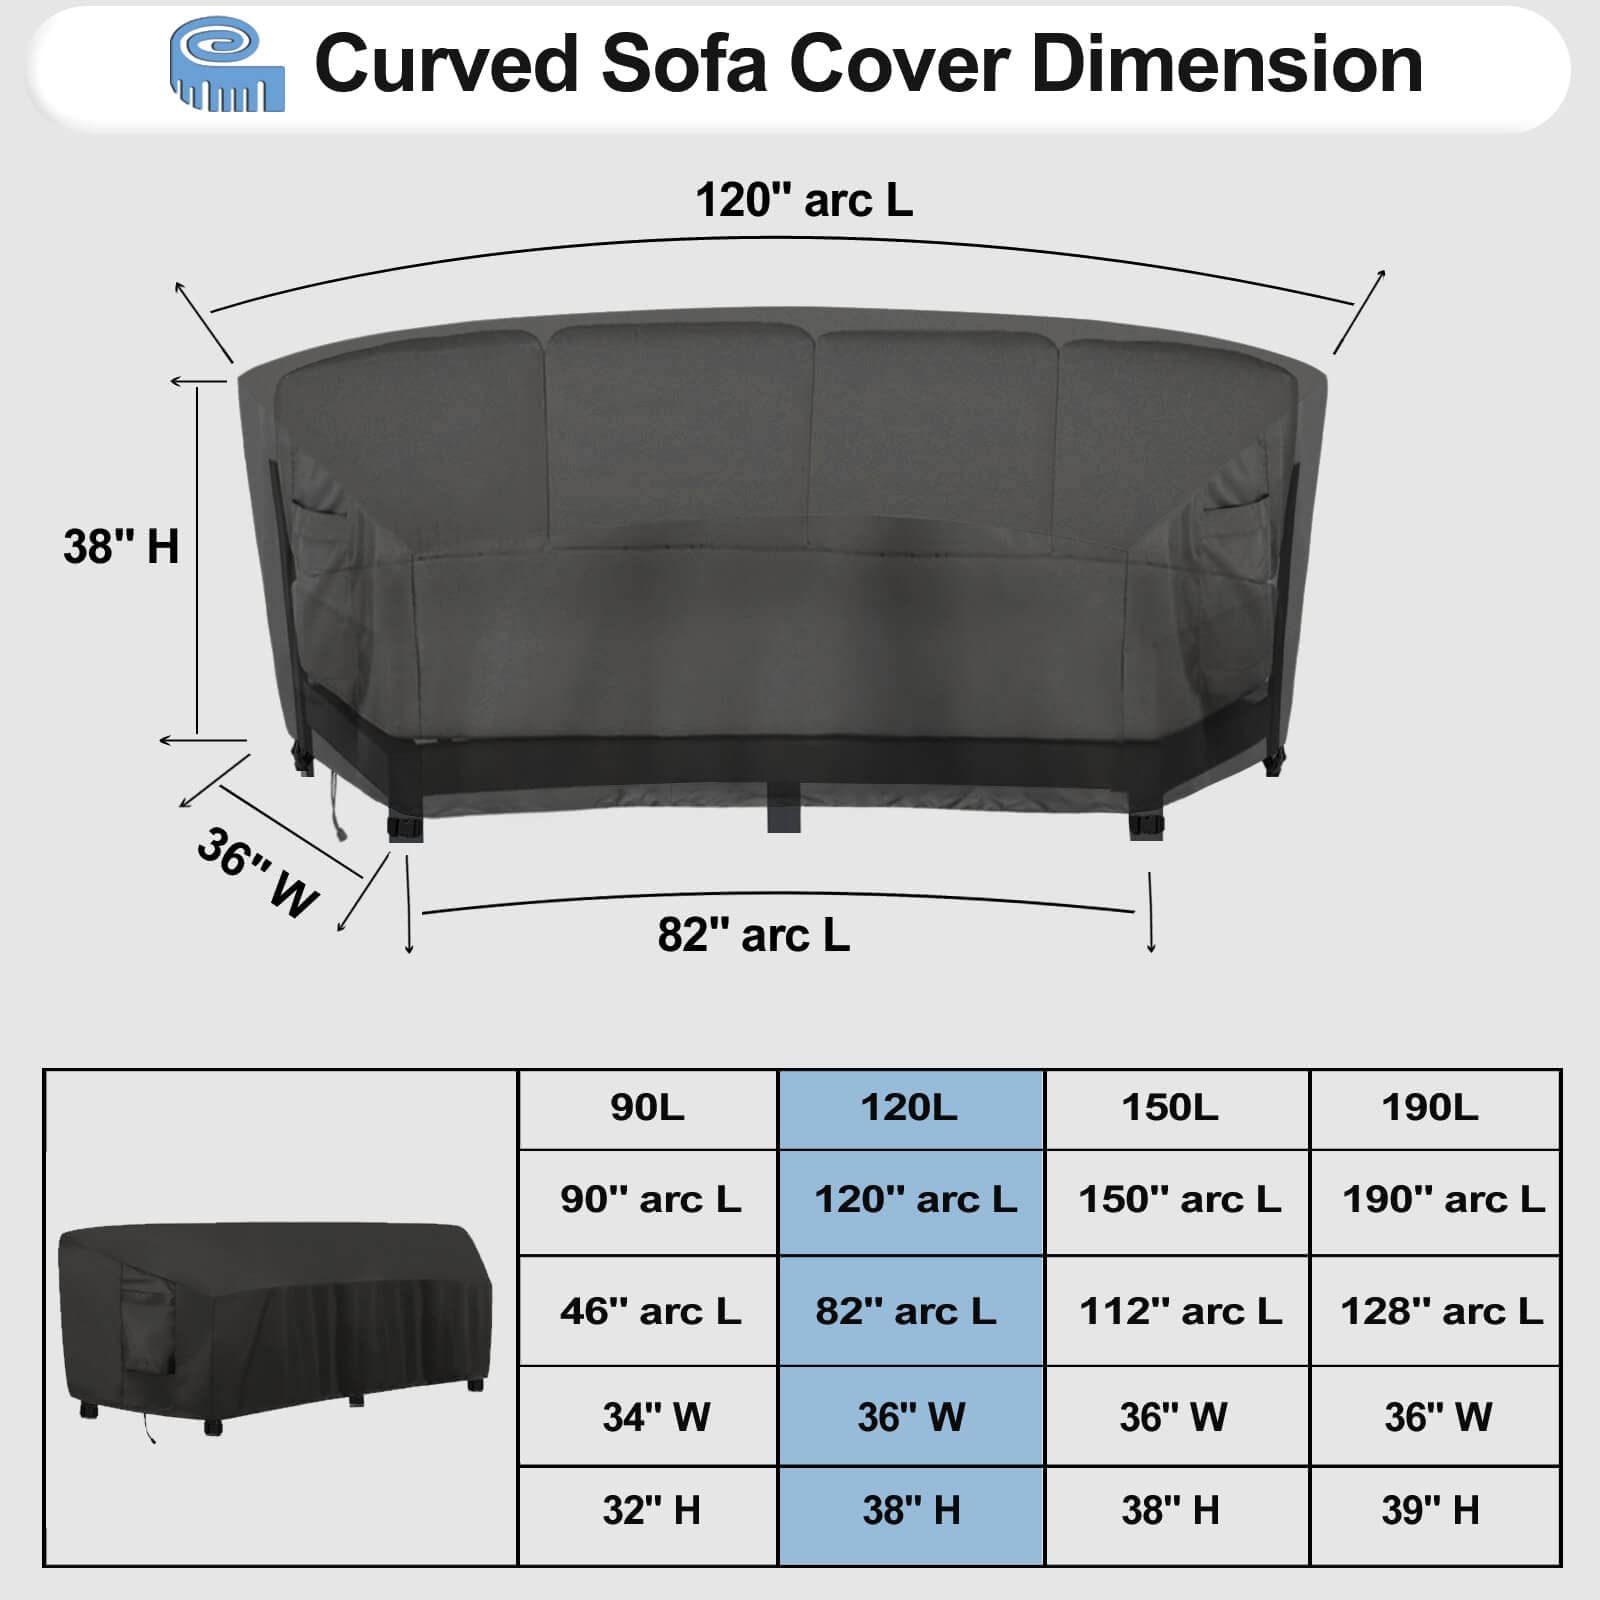 Curved Sofa Cover Dimension
120" arc L
38" H
36" W
82" arc L
90L 120L 150L 190L
90" arc L 120" arc L 150" arc L 190" arc L
46" arc L 82" arc L 112" arc L 128" arc L
34" W 36" W 36" W 36" W
32" H 38" H 38" H 39" H